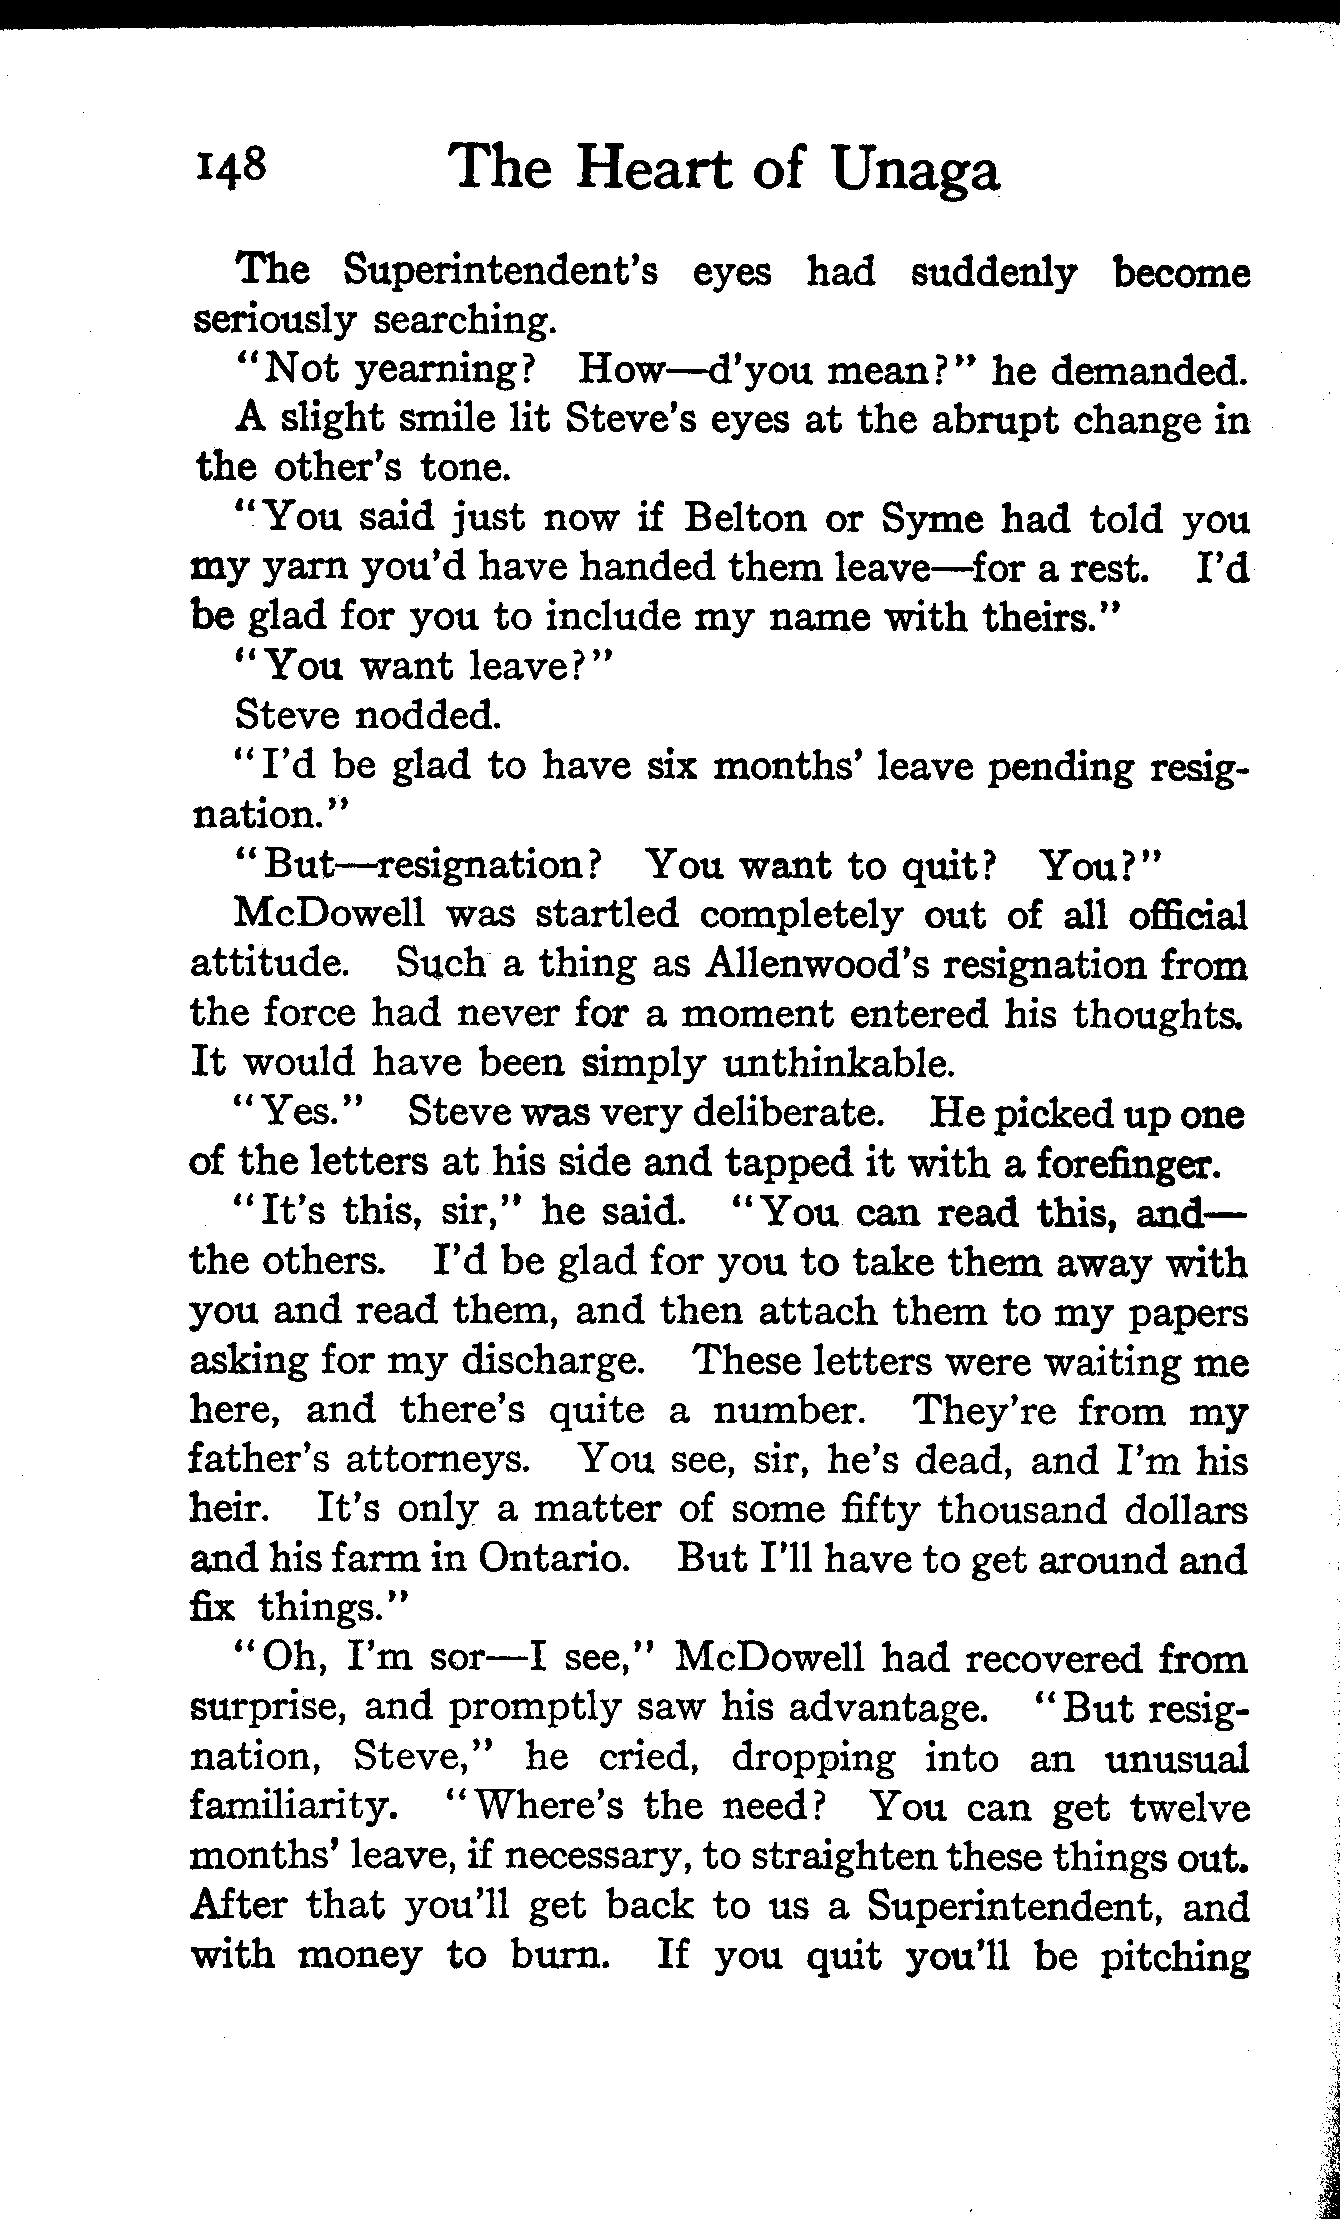 148 The Heart of Unaga
The Superintendent's eyes had suddenly become
seriously searching.
"Not yearning? How—d'you mean?" he demanded.
A slight smile lit Steve's eyes at the abrupt change in
the other's tone.
"You said just now if Belton or Syme had told you
my yarn you'd have handed them leave—for a rest. I'd
be glad for you to include my name with theirs."
"You want leave?"
Steve nodded.
"I'd be glad to have six months' leave pending resig-
nation."
"But—resignation? You want to quit? You?"
McDowell was startled completely out of all official
attitude. Such a thing as Allenwood's resignation from
the force had never for a moment entered his thoughts.
It would have been simply unthinkable.
"Yes." Steve was very deliberate. He picked up one
of the letters at his side and tapped it with a forefinger.
"It's this, sir," he said. "You can read this, and—
the others. I'd be glad for you to take them away with
you and read them, and then attach them to my papers
asking for my discharge. These letters were waiting me
here, and there's quite a number. They're from my
father's attorneys. You see, sir, he's dead, and I'm his
heir. It's only a matter of some fifty thousand dollars
and his farm in Ontario. But I'll have to get around and
fix things."
"Oh, I'm sor—I see," McDowell had recovered from
surprise, and promptly saw his advantage. "But resig-
nation, Steve," he cried, dropping into an unusual
familiarity. "Where's the need? You can get twelve
months' leave, if necessary, to straighten these things out.
After that you'll get back to us a Superintendent, and
with money to burn. If you quit you'll be pitching